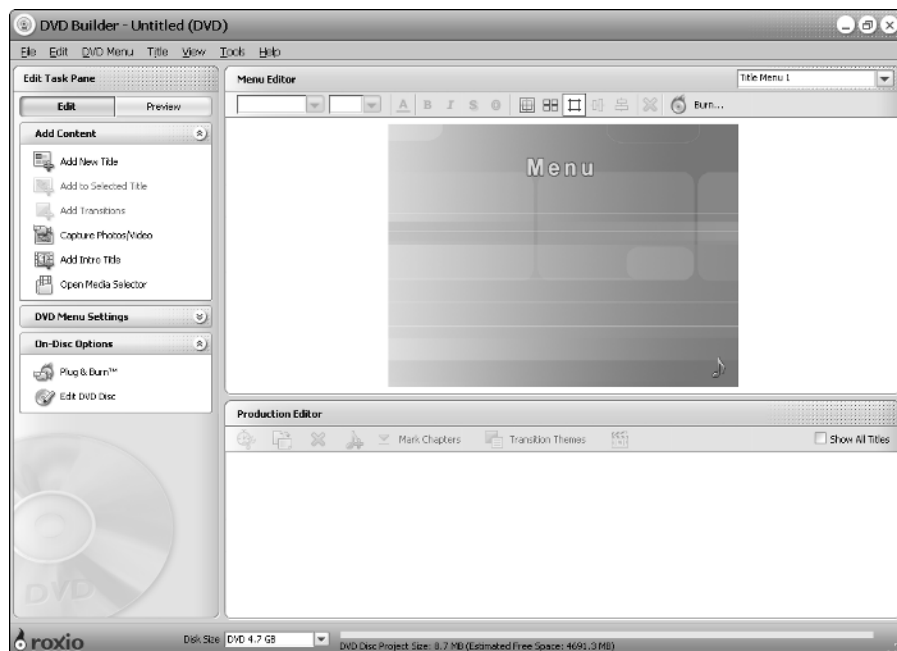 DVD Builder - Untitled (DVD)
File Edit DVD Menu Title View Tools Help
Edit Task Pane
Edit Preview
Add Content
Add New Title
Add to Selected Title
Add Transitions
Capture Photos/Video
Add Intro Title
Open Media Selector
DVD Menu Settings
On-Disc Options
Plug & Burn™
Edit DVD Disc
DVD
Menu Editor
Title Menu 1
A B I S O Burn...
Menu
Production Editor
Mark Chapters Transition Themes Show All Titles
roxio
Disk Size DVD 4.7 GB
DVD Disc Project Size: 8.7 MB (Estimated Free Space: 4691.3 MB)